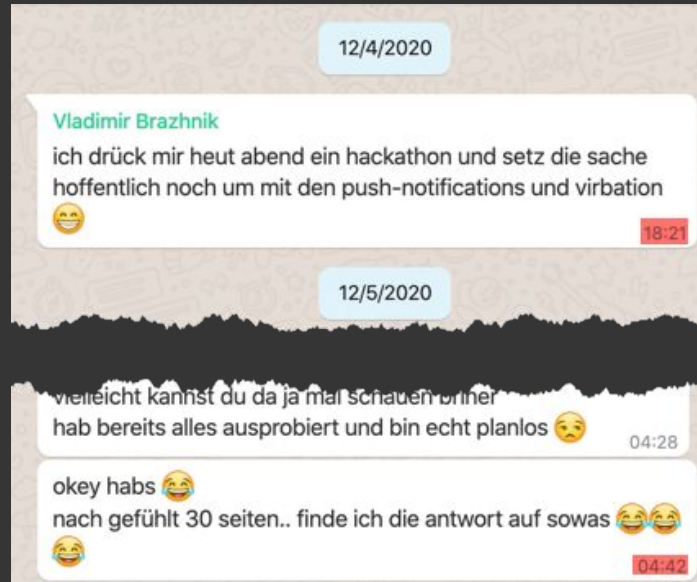 12/4/2020
Vladimir Brazhnik
ich drück mir heut abend ein hackathon und setz die sache
hoffentlich noch um mit den push-notifications und virbation
😁
18:21
12/5/2020
vielleicht kannst du da ja mal schauen briner
hab bereits alles ausprobiert und bin echt planlos 😒
04:28
okey habs 😂
nach gefühlt 30 seiten.. finde ich die antwort auf sowas 😂😂
😂
04:42